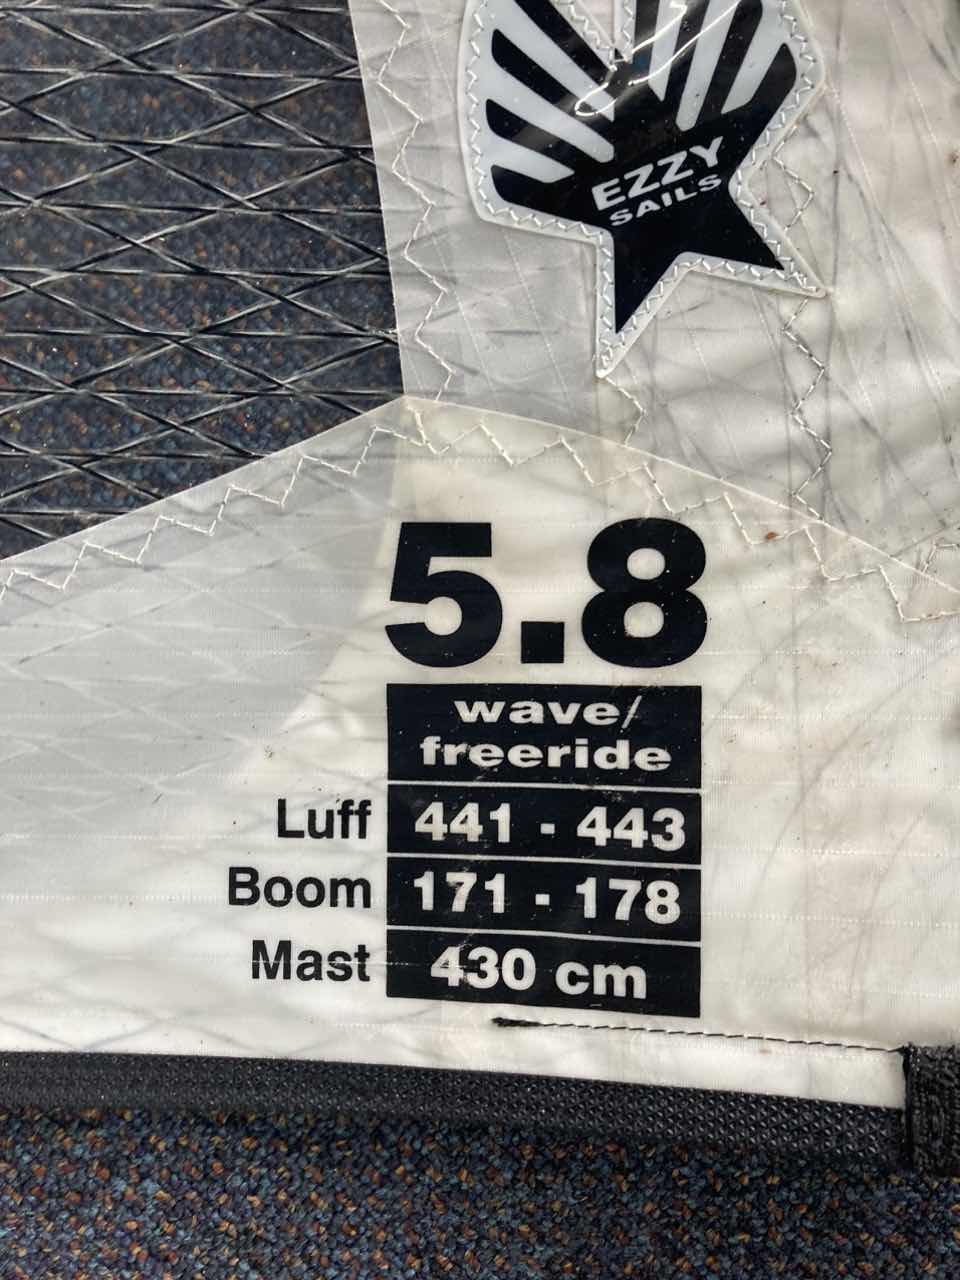 EZZY
SAILS
5.8
wave/
freeride
Luff 441 - 443
Boom 171 - 178
Mast 430 cm